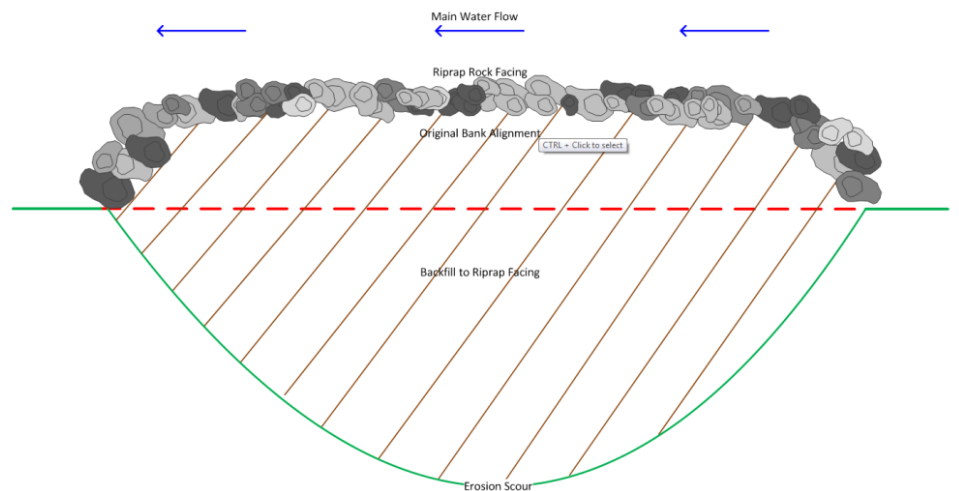 Main Water Flow
Riprap Rock Facing
Original Bank Alignment
CTRL + Click to select
Backfill to Riprap Facing
Erosion Scour